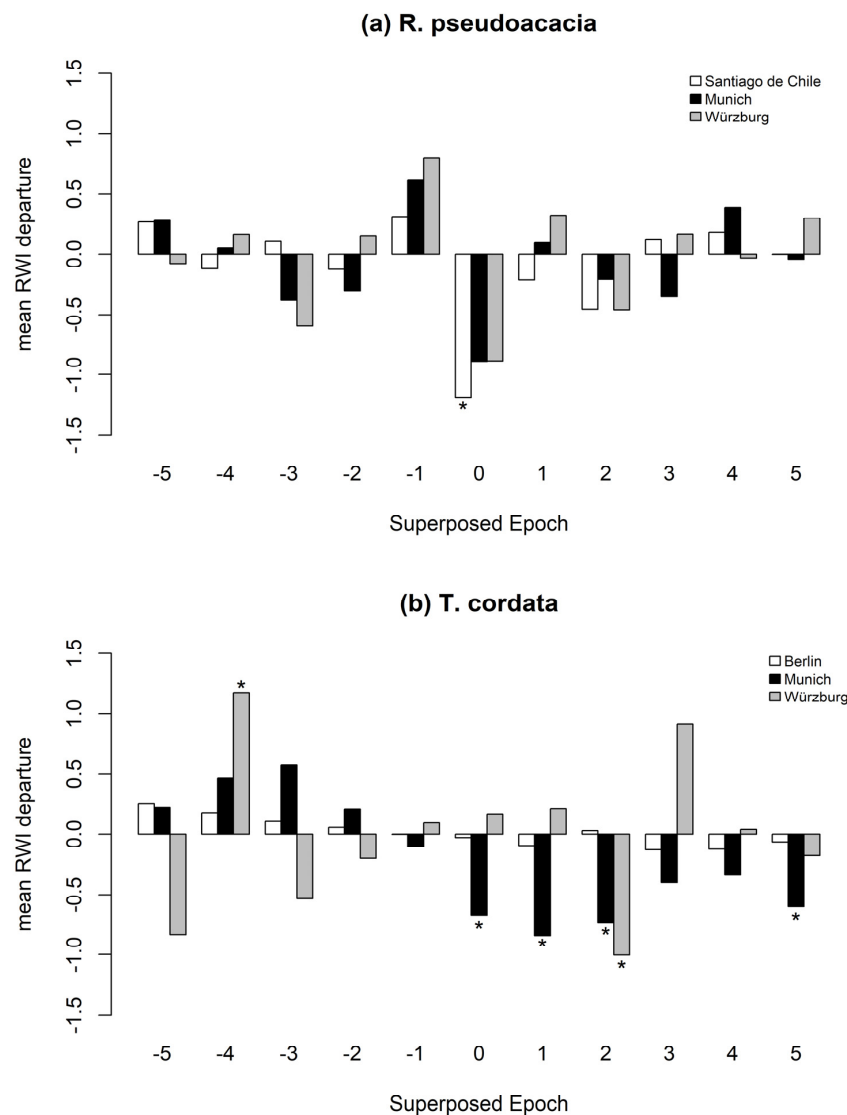 (a) R. pseudoacacia
Santiago de Chile
Munich
Würzburg
mean RWI departure
1.5
1.0
0.5
0.0
-0.5
-1.0
-1.5
*
-5 -4 -3 -2 -1 0 1 2 3 4 5
Superposed Epoch
(b) T. cordata
Berlin
Munich
Würzburg
mean RWI departure
1.5
1.0
0.5
0.0
-0.5
-1.0
-1.5
*
* * * * *
-5 -4 -3 -2 -1 0 1 2 3 4 5
Superposed Epoch